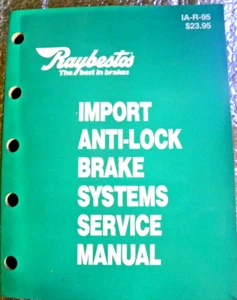 IA-R-95
$23.95
Raybestos
The best in brakes
IMPORT
ANTI-LOCK
BRAKE
SYSTEMS
SERVICE
MANUAL